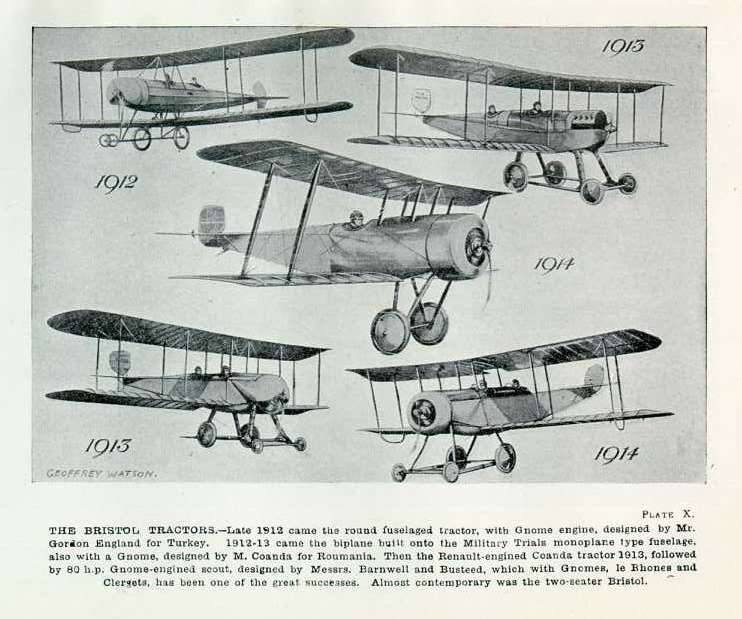 1913
1912
1914
1913
1914
GEOFFREY WATSON.
PLATE X.
THE BRISTOL TRACTORS.—Late 1912 came the round fuselaged tractor, with Gnome engine, designed by Mr.
Gordon England for Turkey. 1912-13 came the biplane built onto the Military Trials monoplane type fuselage,
also with a Gnome, designed by M. Coanda for Roumania. Then the Renault-engined Coanda tractor 1913, followed
by 80 h.p. Gnome-engined scout, designed by Messrs. Barnwell and Busteed, which with Gnomes, le Rhones and
Clergets, has been one of the great successes. Almost contemporary was the two-seater Bristol.